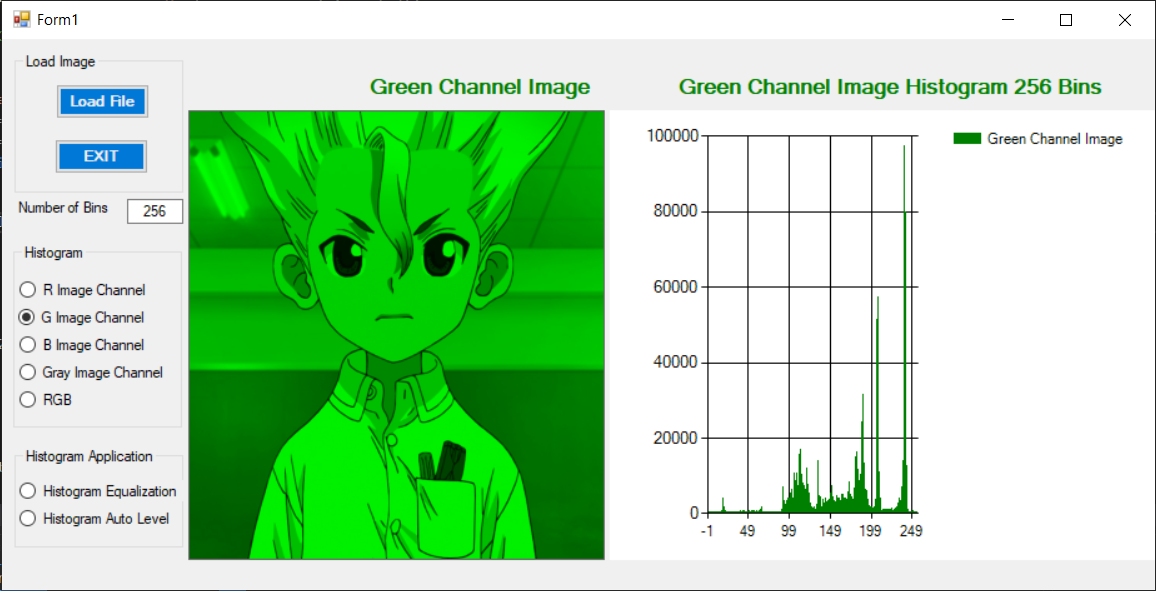 Form1
Load Image
Load File
EXIT
Number of Bins 256
Histogram
R Image Channel
G Image Channel
B Image Channel
Gray Image Channel
RGB
Histogram Application
Histogram Equalization
Histogram Auto Level
Green Channel Image
Green Channel Image Histogram 256 Bins
100000
80000
60000
40000
20000
0
-1 49 99 149 199 249
Green Channel Image